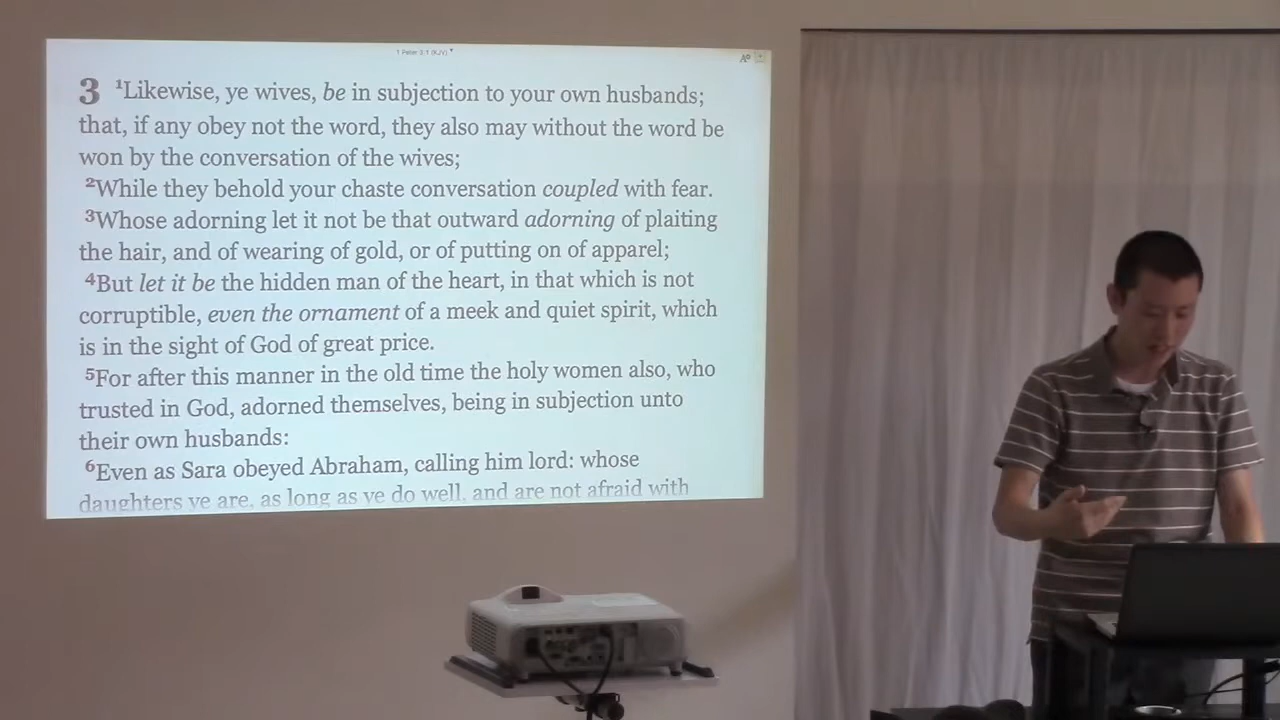 1 Peter 3:1 (KJV)
3 1Likewise, ye wives, be in subjection to your own husbands;
that, if any obey not the word, they also may without the word be
won by the conversation of the wives;
2While they behold your chaste conversation coupled with fear.
3Whose adorning let it not be that outward adorning of plaiting
the hair, and of wearing of gold, or of putting on of apparel;
4But let it be the hidden man of the heart, in that which is not
corruptible, even the ornament of a meek and quiet spirit, which
is in the sight of God of great price.
5For after this manner in the old time the holy women also, who
trusted in God, adorned themselves, being in subjection unto
their own husbands:
6Even as Sara obeyed Abraham, calling him lord: whose
daughters ye are, as long as ye do well, and are not afraid with